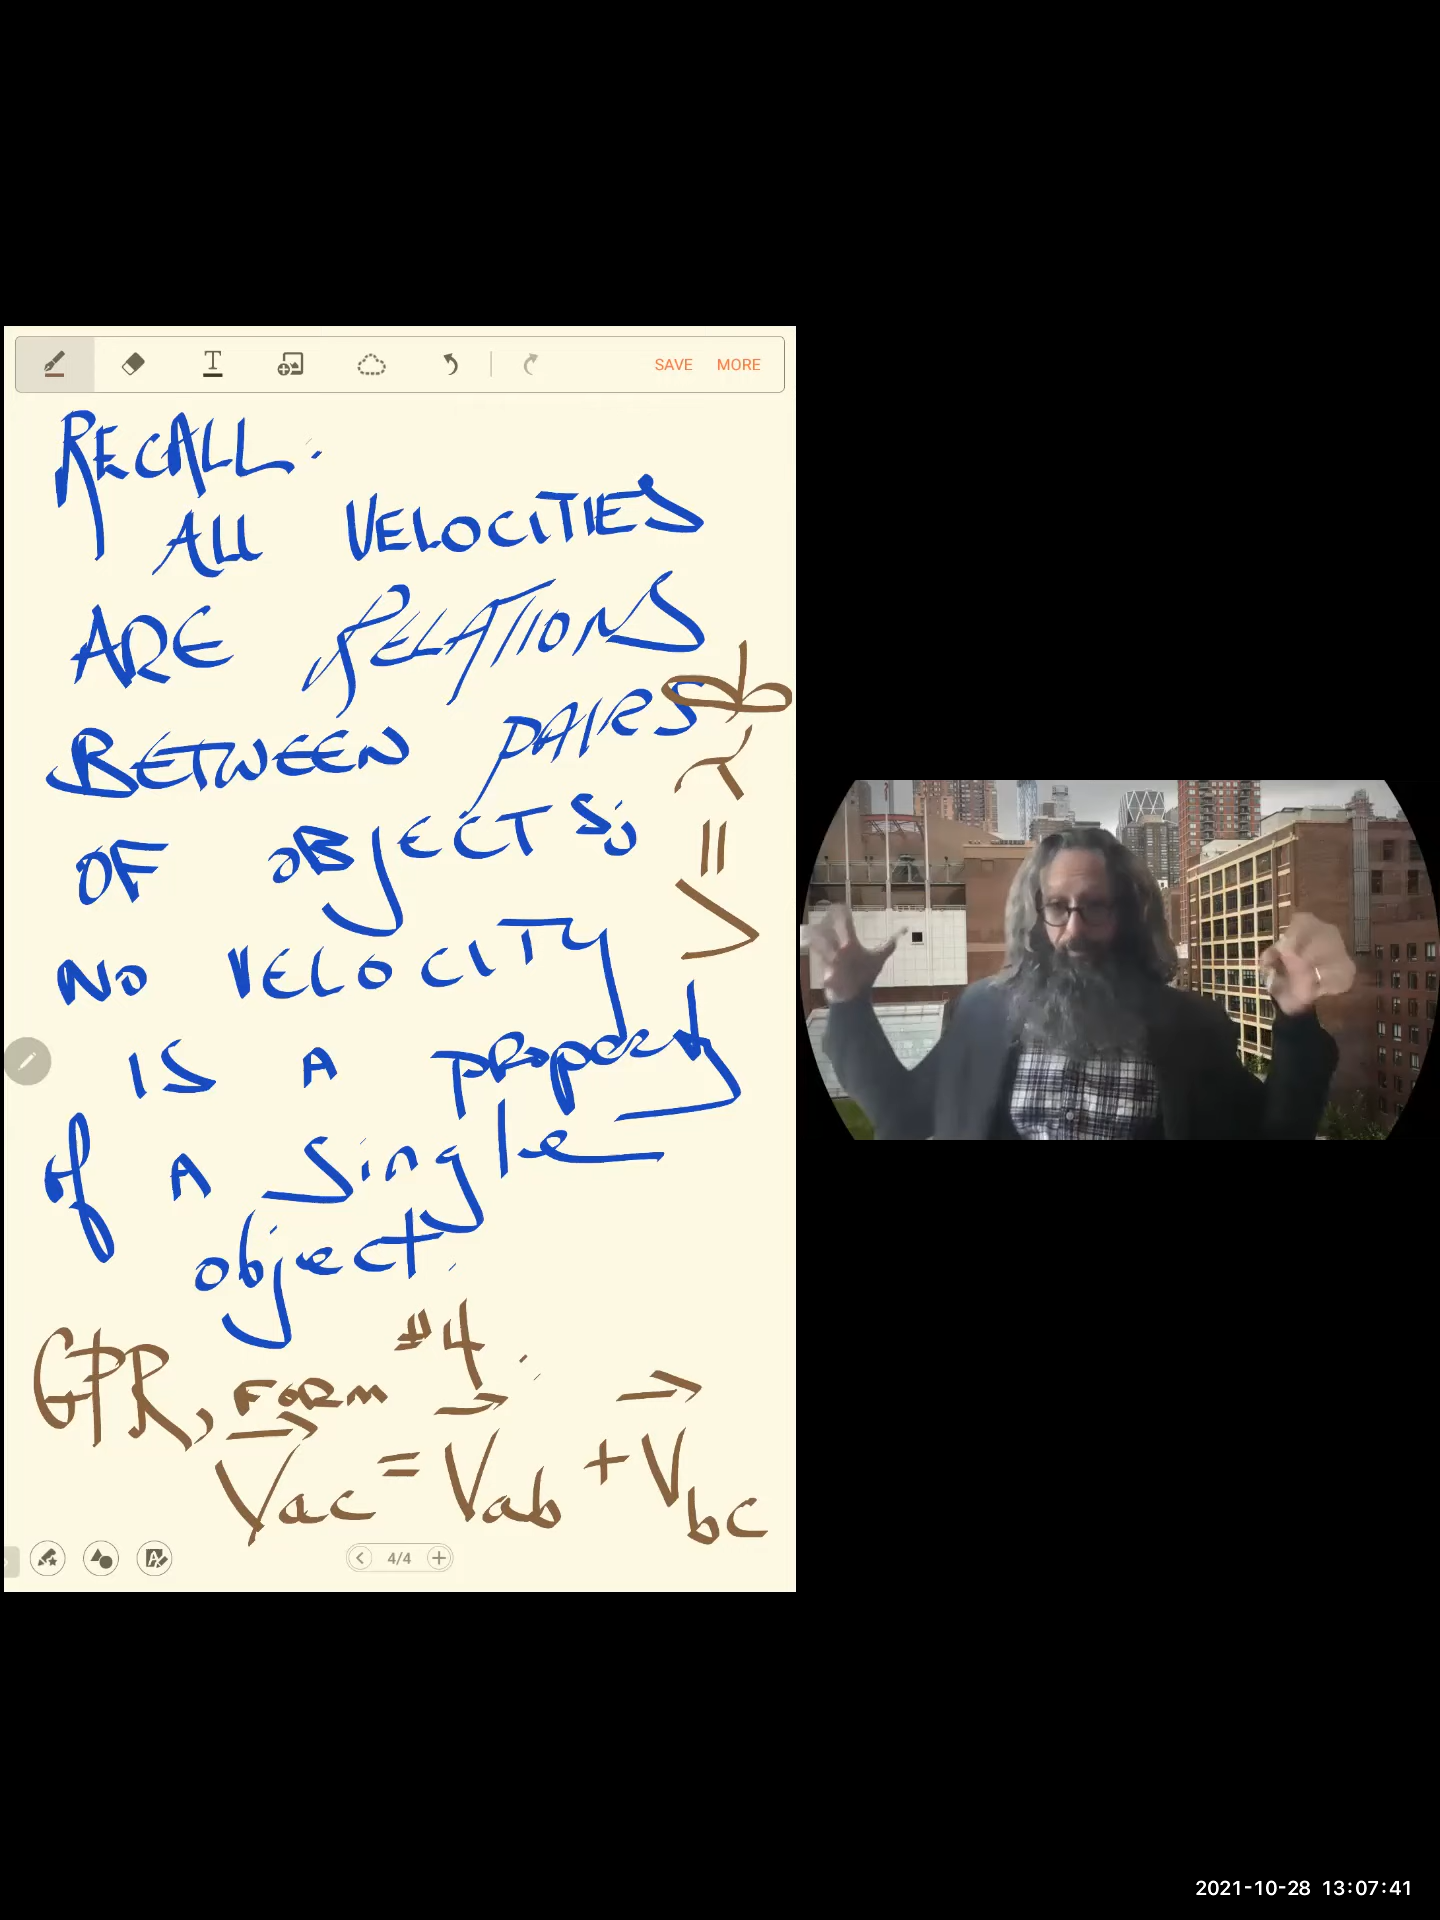 SAVE MORE
RECALL:
ALL VELOCITIES
ARE RELATIONS
BETWEEN PAIRS
OF OBJECTS;
NO VELOCITY
IS A property
of A Single
object.
GPR, FORM #4:
Vac = Vab + Vbc
4/4
2021-10-28 13:07:41